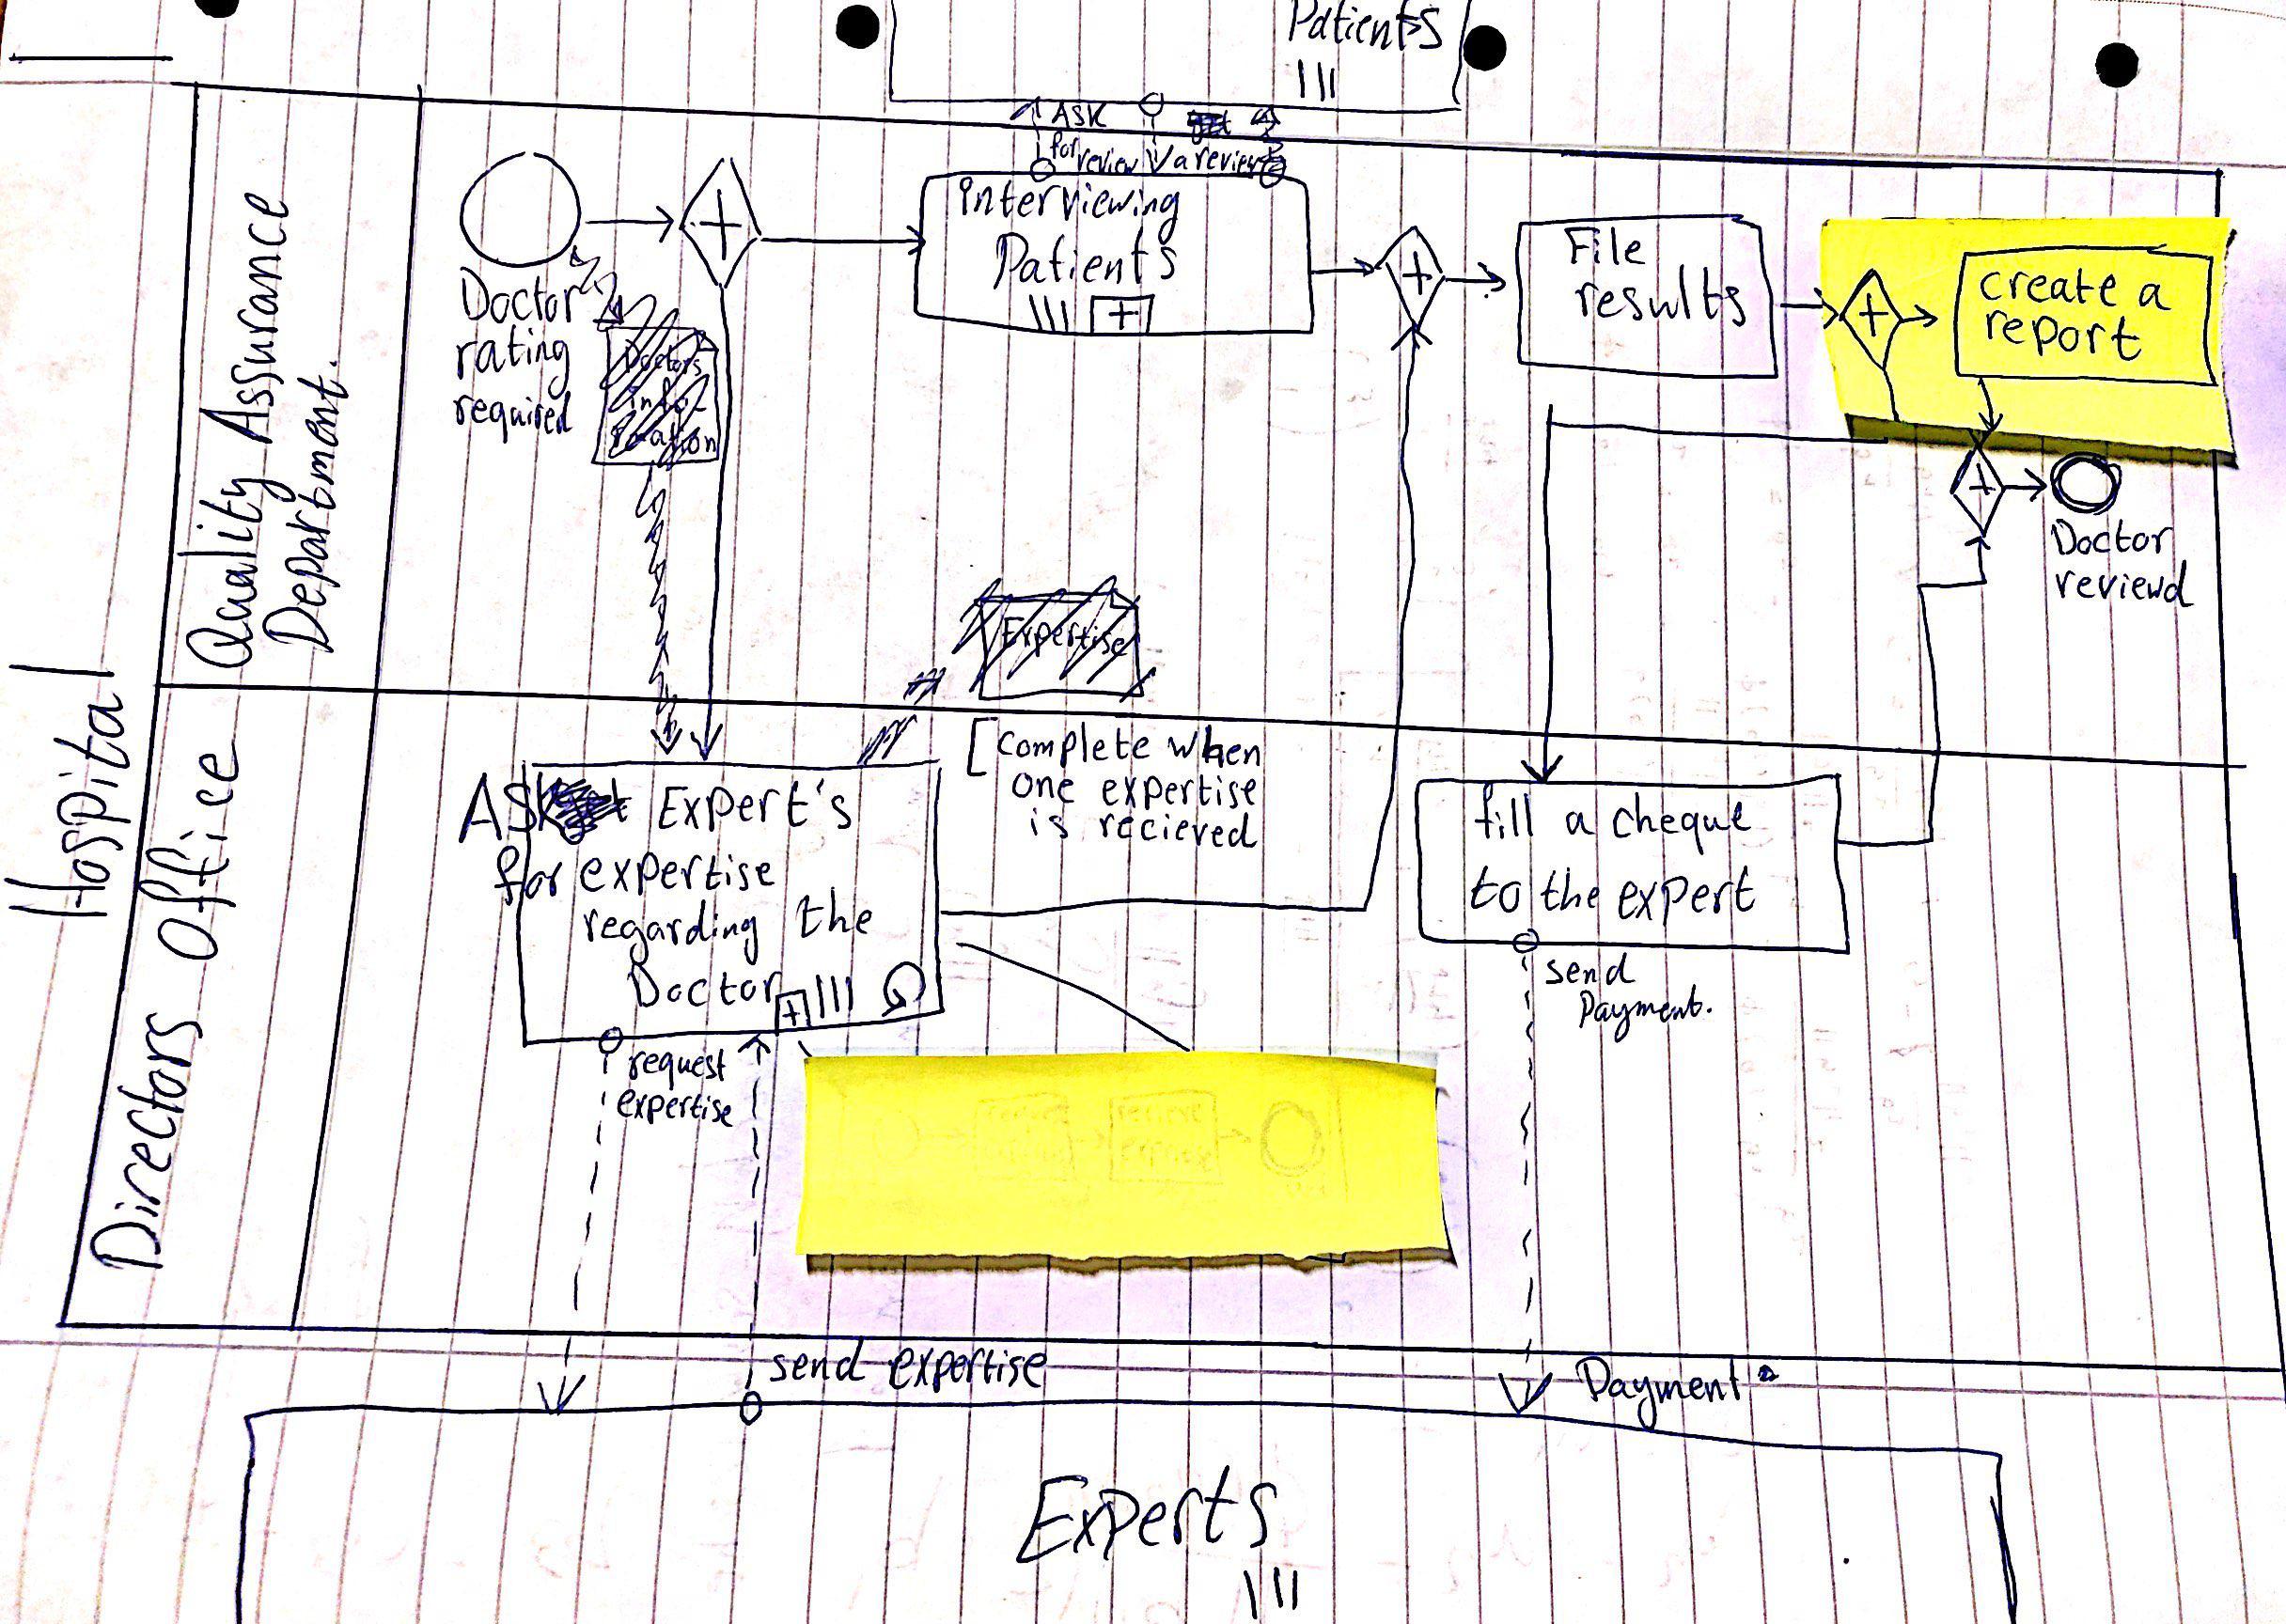 Patients
ASK
for review
a review
Interviewing
Patients
Doctor
rating
required
Doctors
File
results
create a
report
Doctor
reviewd
Quality Assurance
Department.
Hospital
Directors Office
Expertise
complete when
one expertise
is recieved
ASK Expert's
for expertise
regarding the
Doctor
fill a cheque
to the expert
send
Payment.
request
expertise
send expertise
Payment
Experts